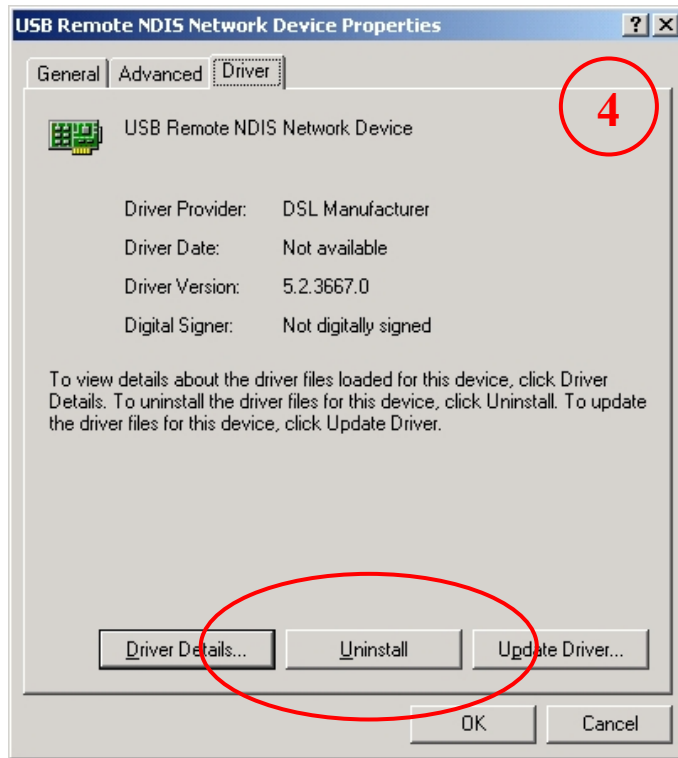 USB Remote NDIS Network Device Properties
General Advanced Driver
4
USB Remote NDIS Network Device
Driver Provider: DSL Manufacturer
Driver Date: Not available
Driver Version: 5.2.3667.0
Digital Signer: Not digitally signed
To view details about the driver files loaded for this device, click Driver
Details. To uninstall the driver files for this device, click Uninstall. To update
the driver files for this device, click Update Driver.
Driver Details... Uninstall Update Driver...
OK Cancel